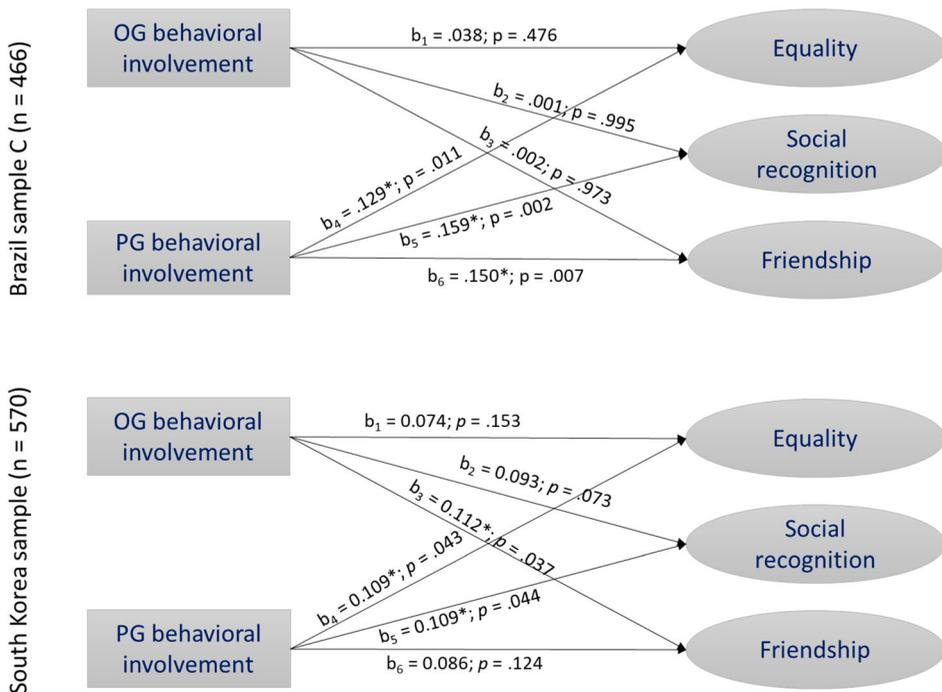 Brazil sample C (n = 466)
OG behavioral
involvement
b₁ = .038; p = .476
Equality
b₂ = .001; p = .995
Social
recognition
b₃ = .002; p = .973
b₄ = .129*; p = .011
PG behavioral
involvement
b₅ = .159*; p = .002
Friendship
b₆ = .150*; p = .007
South Korea sample (n = 570)
OG behavioral
involvement
b₁ = 0.074; p = .153
Equality
b₂ = 0.093; p = .073
Social
recognition
b₃ = 0.112*; p = .037
b₄ = 0.109*; p = .043
PG behavioral
involvement
b₅ = 0.109*; p = .044
Friendship
b₆ = 0.086; p = .124